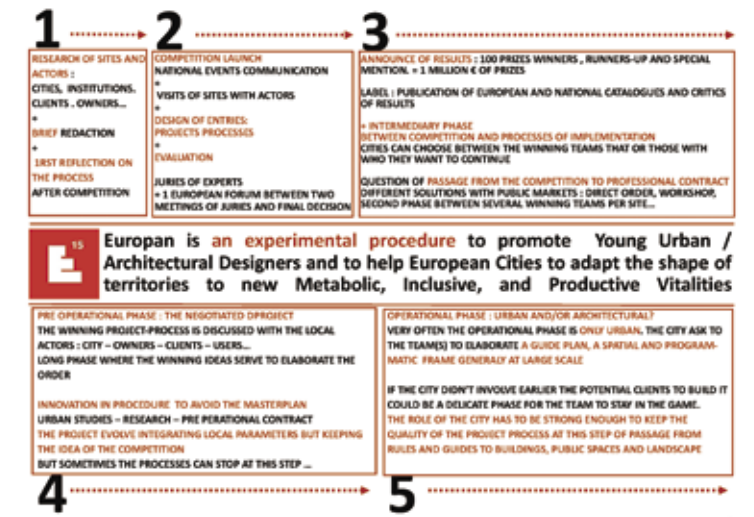 1
2
3
RESEARCH OF SITES AND
ACTORS :
CITIES, INSTITUTIONS.
CLIENTS . OWNERS...
+
BRIEF REDACTION
+
1RST REFLECTION ON
THE PROCESS
AFTER COMPETITION
COMPETITION LAUNCH
NATIONAL EVENTS COMMUNICATION
+
VISITS OF SITES WITH ACTORS
+
DESIGN OF ENTRIES:
PROJECTS PROCESSES
+
EVALUATION
JURIES OF EXPERTS
+ 1 EUROPEAN FORUM BETWEEN TWO
MEETINGS OF JURIES AND FINAL DECISION
ANNOUNCE OF RESULTS : 100 PRIZES WINNERS , RUNNERS-UP AND SPECIAL
MENTION. = 1 MILLION € OF PRIZES
LABEL : PUBLICATION OF EUROPEAN AND NATIONAL CATALOGUES AND CRITICS
OF RESULTS
+ INTERMEDIARY PHASE
BETWEEN COMPETITION AND PROCESSES OF IMPLEMENTATION
CITIES CAN CHOOSE BETWEEN THE WINNING TEAMS THAT OR THOSE WITH
WHO THEY WANT TO CONTINUE
QUESTION OF PASSAGE FROM THE COMPETITION TO PROFESSIONAL CONTRACT
DIFFERENT SOLUTIONS WITH PUBLIC MARKETS : DIRECT ORDER, WORKSHOP,
SECOND PHASE BETWEEN SEVERAL WINNING TEAMS PER SITE...
E 15
Europan is an experimental procedure to promote Young Urban /
Architectural Designers and to help European Cities to adapt the shape of
territories to new Metabolic, Inclusive, and Productive Vitalities
PRE OPERATIONAL PHASE : THE NEGOTIATED DPROJECT
THE WINNING PROJECT-PROCESS IS DISCUSSED WITH THE LOCAL
ACTORS : CITY – OWNERS – CLIENTS – USERS...
LONG PHASE WHERE THE WINNING IDEAS SERVE TO ELABORATE THE
ORDER
INNOVATION IN PROCEDURE TO AVOID THE MASTERPLAN
URBAN STUDIES – RESEARCH – PRE PERATIONAL CONTRACT
THE PROJECT EVOLVE INTEGRATING LOCAL PARAMETERS BUT KEEPING
THE IDEA OF THE COMPETITION
BUT SOMETIMES THE PROCESSES CAN STOP AT THIS STEP ...
OPERATIONAL PHASE : URBAN AND/OR ARCHITECTURAL?
VERY OFTEN THE OPERATIONAL PHASE IS ONLY URBAN. THE CITY ASK TO
THE TEAM(S) TO ELABORATE A GUIDE PLAN, A SPATIAL AND PROGRAM-
MATIC FRAME GENERALY AT LARGE SCALE
IF THE CITY DIDN'T INVOLVE EARLIER THE POTENTIAL CLIENTS TO BUILD IT
COULD BE A DELICATE PHASE FOR THE TEAM TO STAY IN THE GAME.
THE ROLE OF THE CITY HAS TO BE STRONG ENOUGH TO KEEP THE
QUALITY OF THE PROJECT PROCESS AT THIS STEP OF PASSAGE FROM
RULES AND GUIDES TO BUILDINGS, PUBLIC SPACES AND LANDSCAPE
4
5